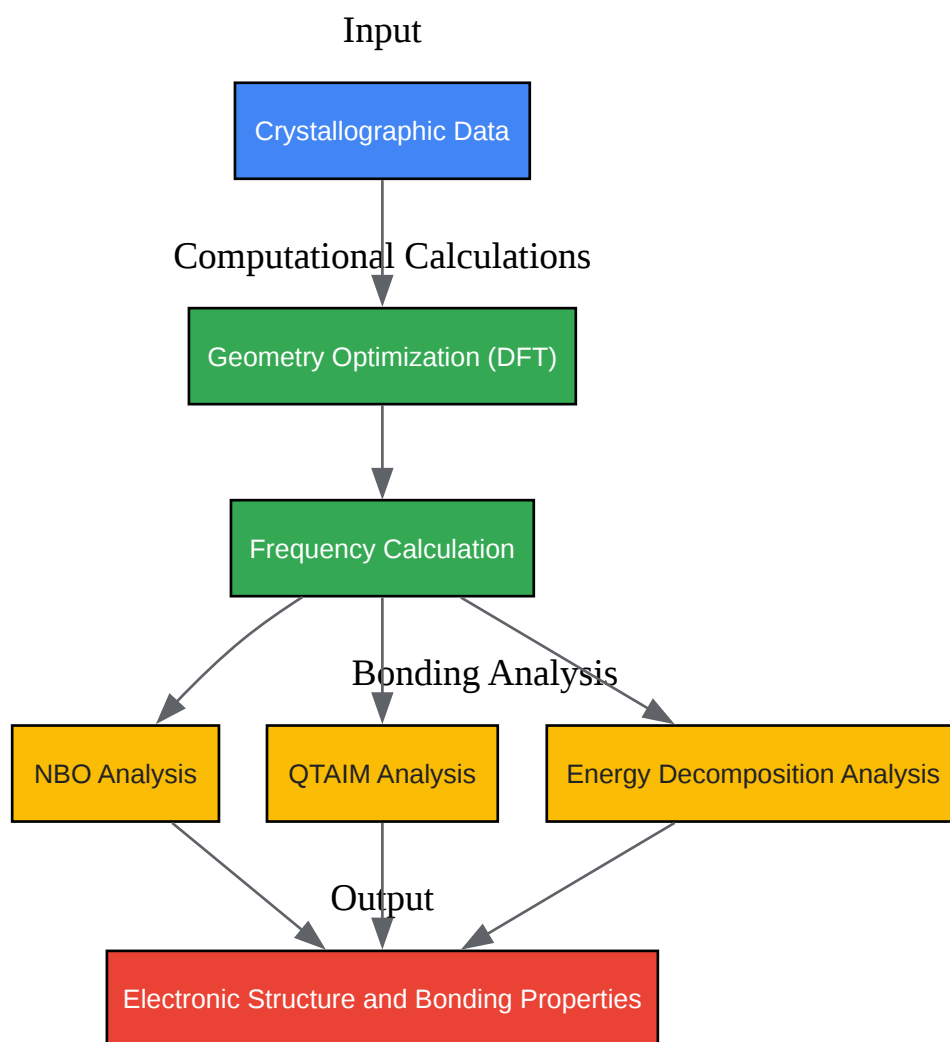 Input
Crystallographic Data
Computational Calculations
Geometry Optimization (DFT)
Frequency Calculation
Bonding Analysis
NBO Analysis
QTAIM Analysis
Energy Decomposition Analysis
Output
Electronic Structure and Bonding Properties